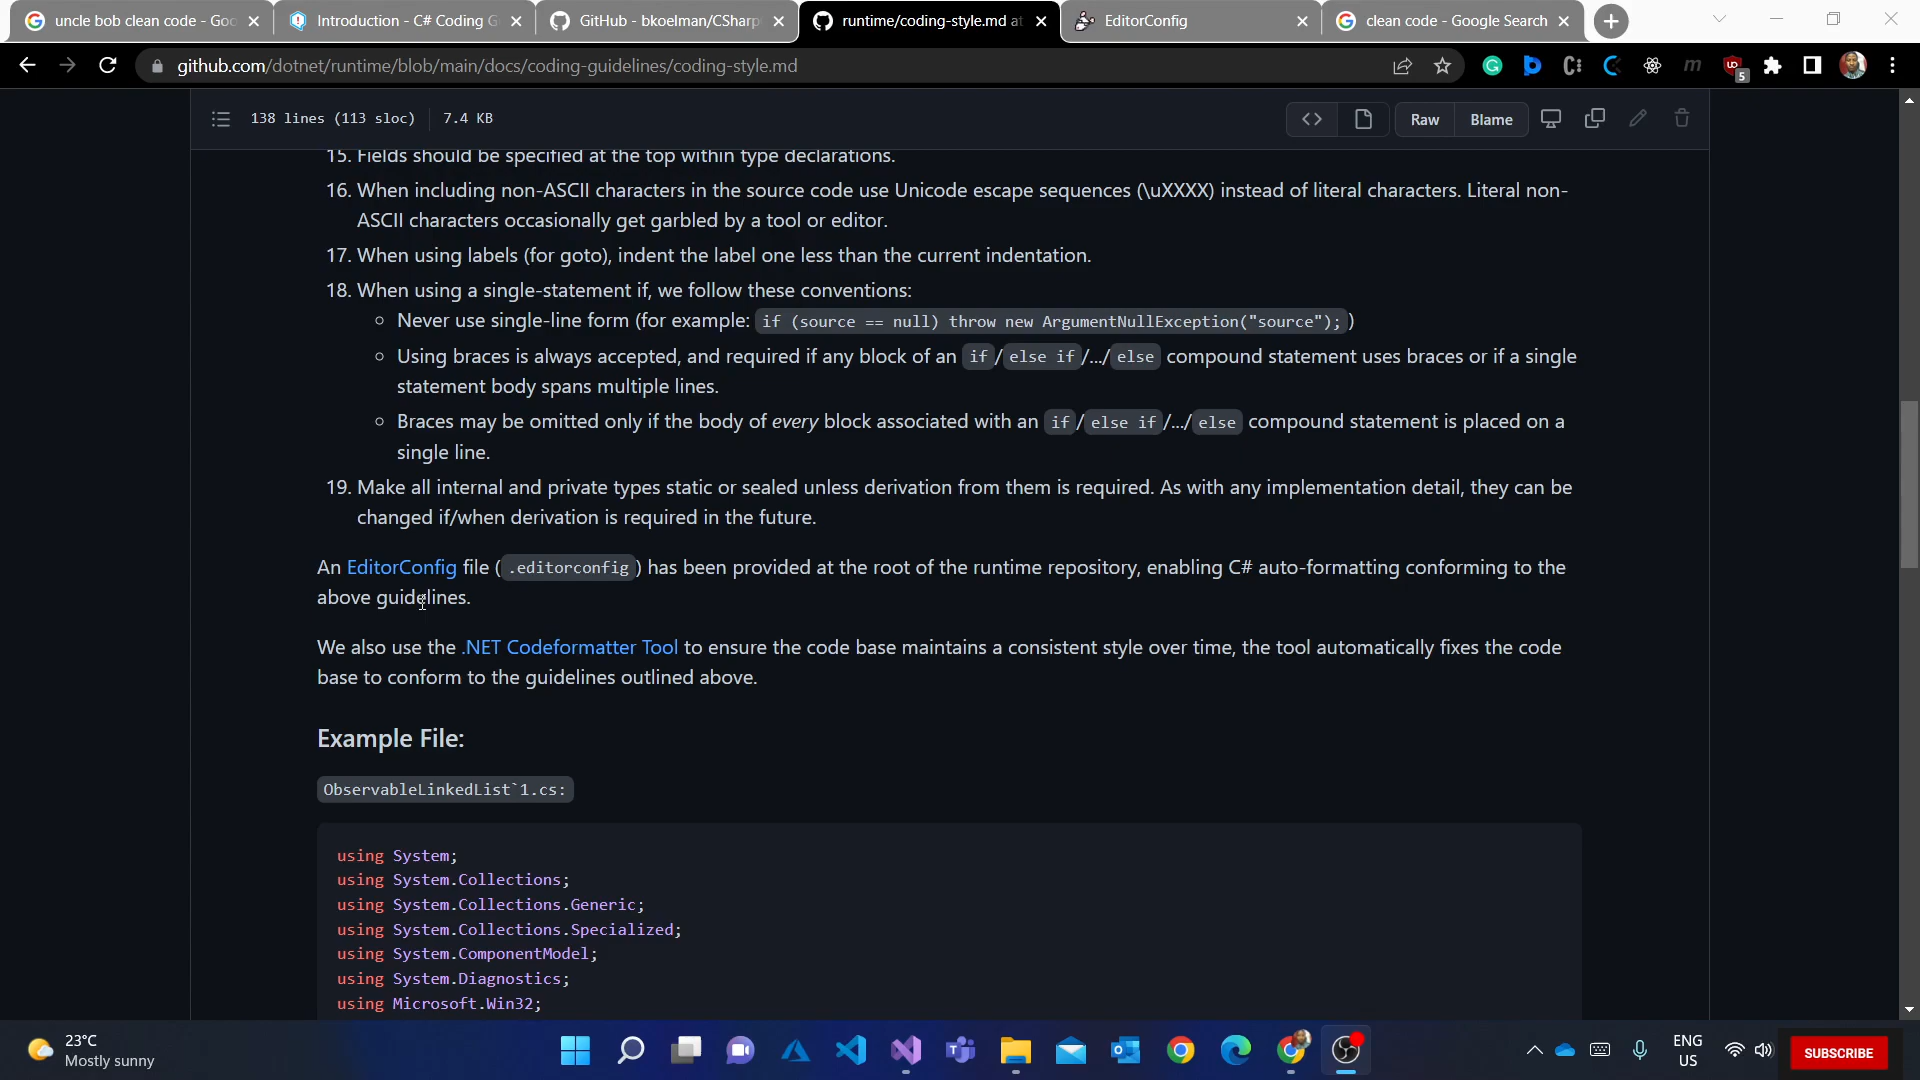 uncle bob clean code - Goo
Introduction - C# Coding G
GitHub - bkoelman/CSharp
runtime/coding-style.md at
EditorConfig
clean code - Google Search
github.com/dotnet/runtime/blob/main/docs/coding-guidelines/coding-style.md
5
138 lines (113 sloc) 7.4 KB
Raw
Blame
15. Fields should be specified at the top within type declarations.
16. When including non-ASCII characters in the source code use Unicode escape sequences (\uXXXX) instead of literal characters. Literal non-
ASCII characters occasionally get garbled by a tool or editor.
17. When using labels (for goto), indent the label one less than the current indentation.
18. When using a single-statement if, we follow these conventions:
Never use single-line form (for example: if (source == null) throw new ArgumentNullException("source"); )
Using braces is always accepted, and required if any block of an if / else if /.../ else compound statement uses braces or if a single
statement body spans multiple lines.
Braces may be omitted only if the body of every block associated with an if / else if /.../ else compound statement is placed on a
single line.
19. Make all internal and private types static or sealed unless derivation from them is required. As with any implementation detail, they can be
changed if/when derivation is required in the future.
An EditorConfig file ( .editorconfig ) has been provided at the root of the runtime repository, enabling C# auto-formatting conforming to the
above guidelines.
We also use the .NET Codeformatter Tool to ensure the code base maintains a consistent style over time, the tool automatically fixes the code
base to conform to the guidelines outlined above.
Example File:
ObservableLinkedList`1.cs:
using System;
using System.Collections;
using System.Collections.Generic;
using System.Collections.Specialized;
using System.ComponentModel;
using System.Diagnostics;
using Microsoft.Win32;
23°C
Mostly sunny
ENG
US
SUBSCRIBE